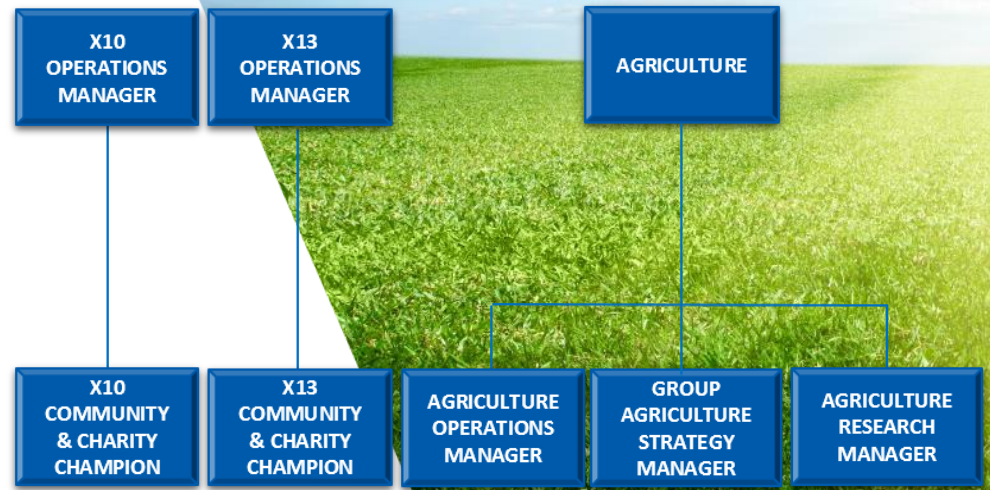 X10
OPERATIONS
MANAGER
X13
OPERATIONS
MANAGER
AGRICULTURE
X10
COMMUNITY
& CHARITY
CHAMPION
X13
COMMUNITY
& CHARITY
CHAMPION
AGRICULTURE
OPERATIONS
MANAGER
GROUP
AGRICULTURE
STRATEGY
MANAGER
AGRICULTURE
RESEARCH
MANAGER